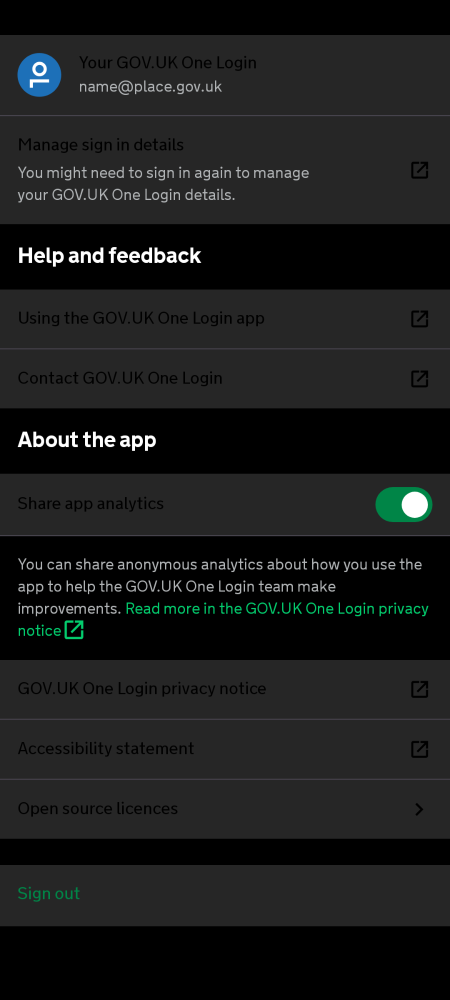 Your GOV.UK One Login
name@place.gov.uk
Manage sign in details
You might need to sign in again to manage
your GOV.UK One Login details.
Help and feedback
Using the GOV.UK One Login app
Contact GOV.UK One Login
About the app
Share app analytics
You can share anonymous analytics about how you use the
app to help the GOV.UK One Login team make
improvements. Read more in the GOV.UK One Login privacy
notice
GOV.UK One Login privacy notice
Accessibility statement
Open source licences
Sign out